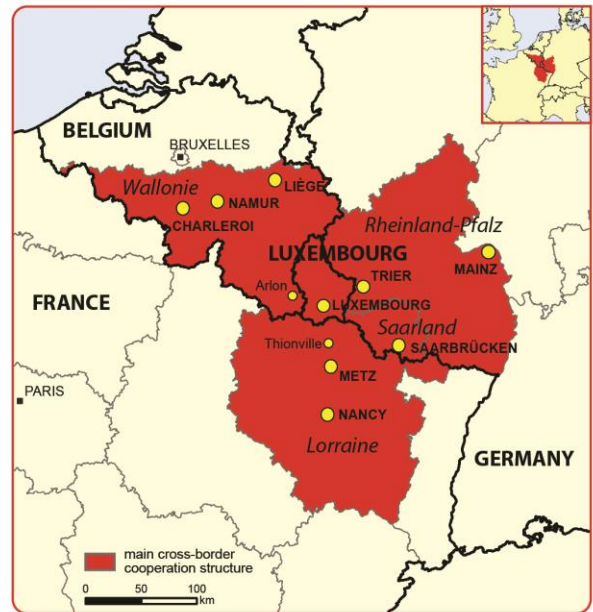 BELGIUM
BRUXELLES
Wallonie
LIÈGE
NAMUR
CHARLEROI
Rheinland-Pfalz
LUXEMBOURG
MAINZ
TRIER
Arlon
LUXEMBOURG
FRANCE
Saarland
Thionville
SAARBRÜCKEN
METZ
PARIS
NANCY
Lorraine
GERMANY
main cross-border
cooperation structure
0 50 100
km